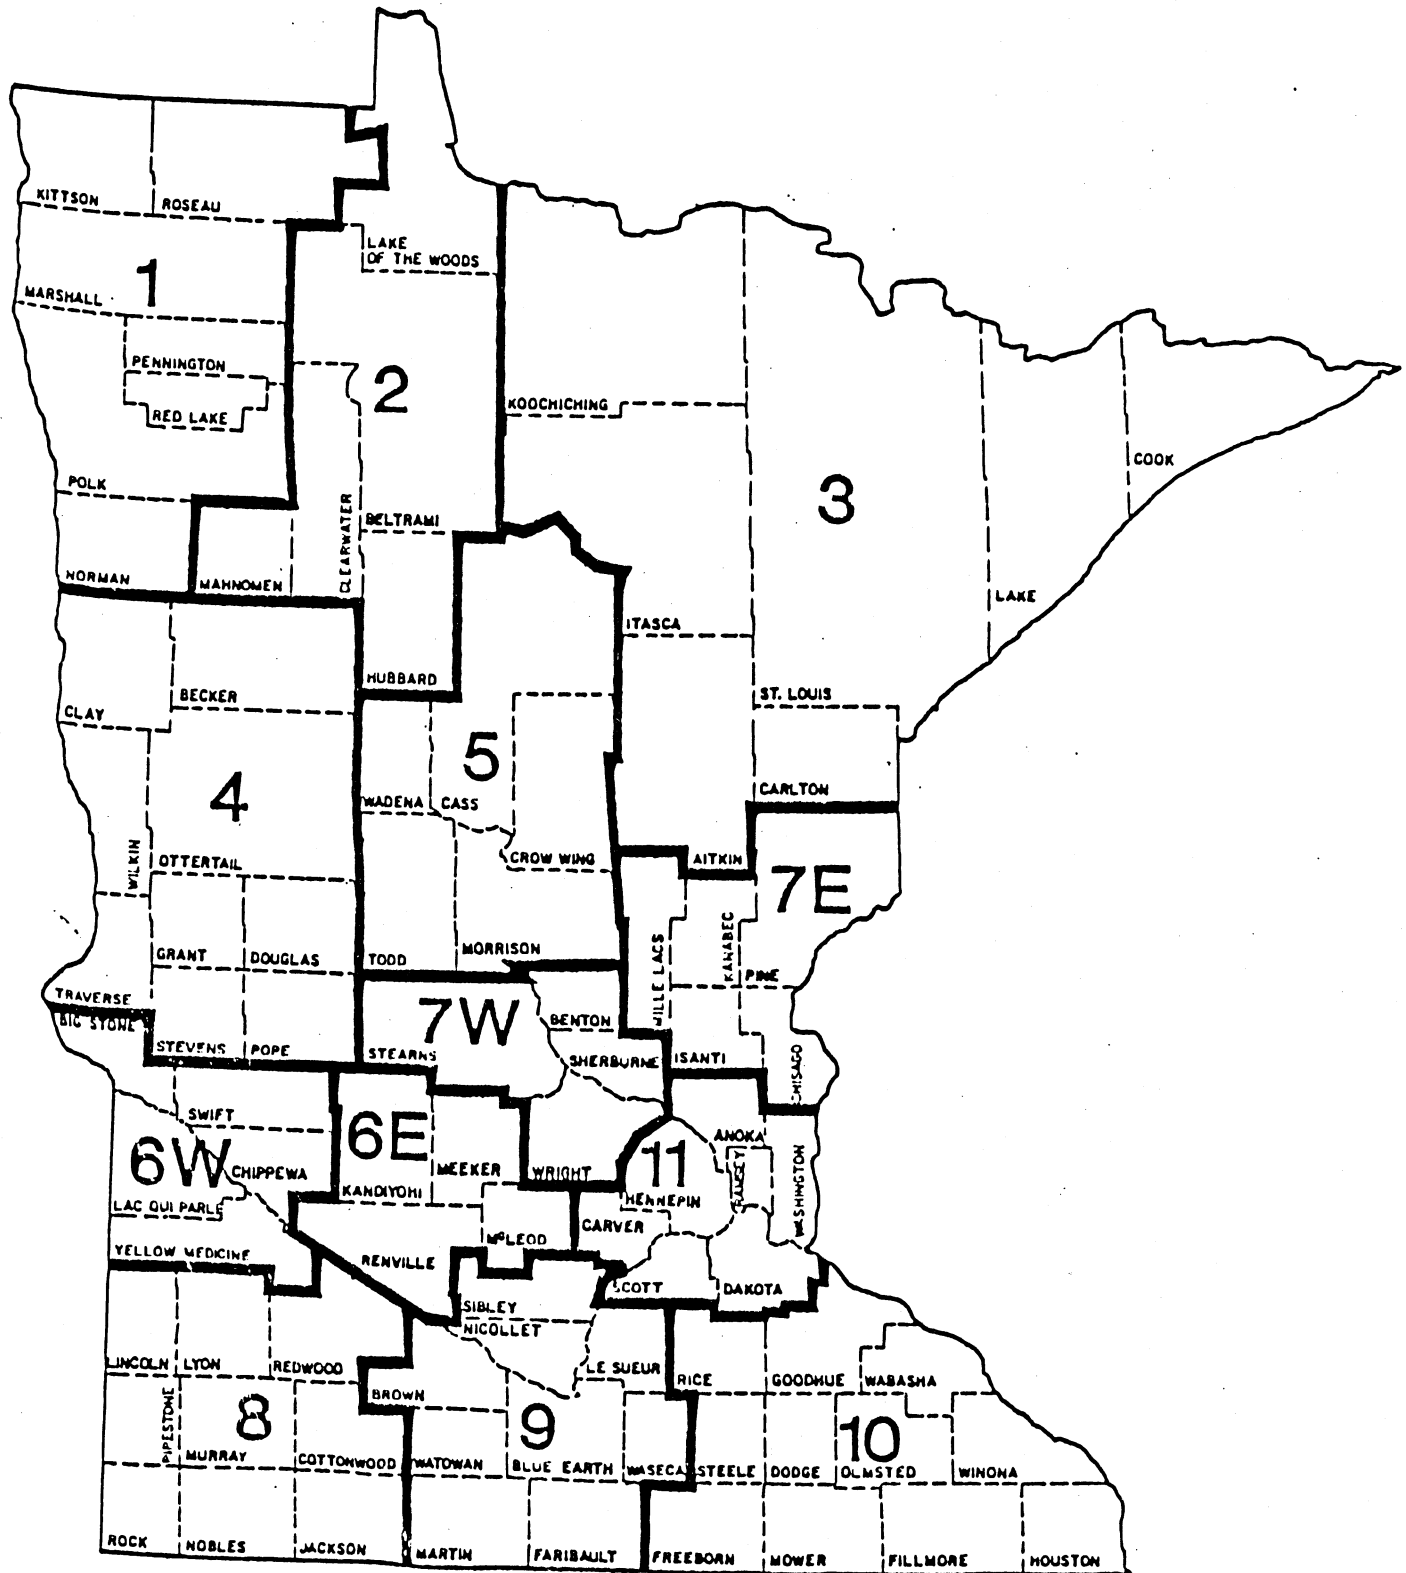 KITTSON
ROSEAU
LAKE
OF THE WOODS
1
MARSHALL
PENNINGTON
2
RED LAKE
KOOCHICHING
COOK
POLK
3
BELTRAMI
CLEARWATER
NORMAN
MAHNOMEN
LAKE
ITASCA
HUBBARD
BECKER
ST. LOUIS
CLAY
5
4
WADENA
CASS
CARLTON
WILKIN
OTTERTAIL
CROW WING
AITKIN
7E
GRANT
DOUGLAS
TODD
MORRISON
MILLE LACS
KANABEC
PINE
TRAVERSE
BIG STONE
7W
BENTON
STEVENS
POPE
STEARNS
SHERBURNE
ISANTI
CHISAGO
SWIFT
6W
6E
11
ANOKA
CHIPPEWA
MEEKER
WRIGHT
RAMSEY
WASHINGTON
KANDIYOHI
HENNEPIN
LAC QUI PARLE
CARVER
YELLOW MEDICINE
RENVILLE
McLEOD
SCOTT
DAKOTA
SIBLEY
NICOLLET
LINCOLN
LYON
REDWOOD
LE SUEUR
RICE
GOODHUE
WABASHA
BROWN
PIPESTONE
8
9
10
MURRAY
COTTONWOOD
WATOWAN
BLUE EARTH
WASECA
STEELE
DODGE
OLMSTED
WINONA
ROCK
NOBLES
JACKSON
MARTIN
FARIBAULT
FREEBORN
MOWER
FILLMORE
HOUSTON